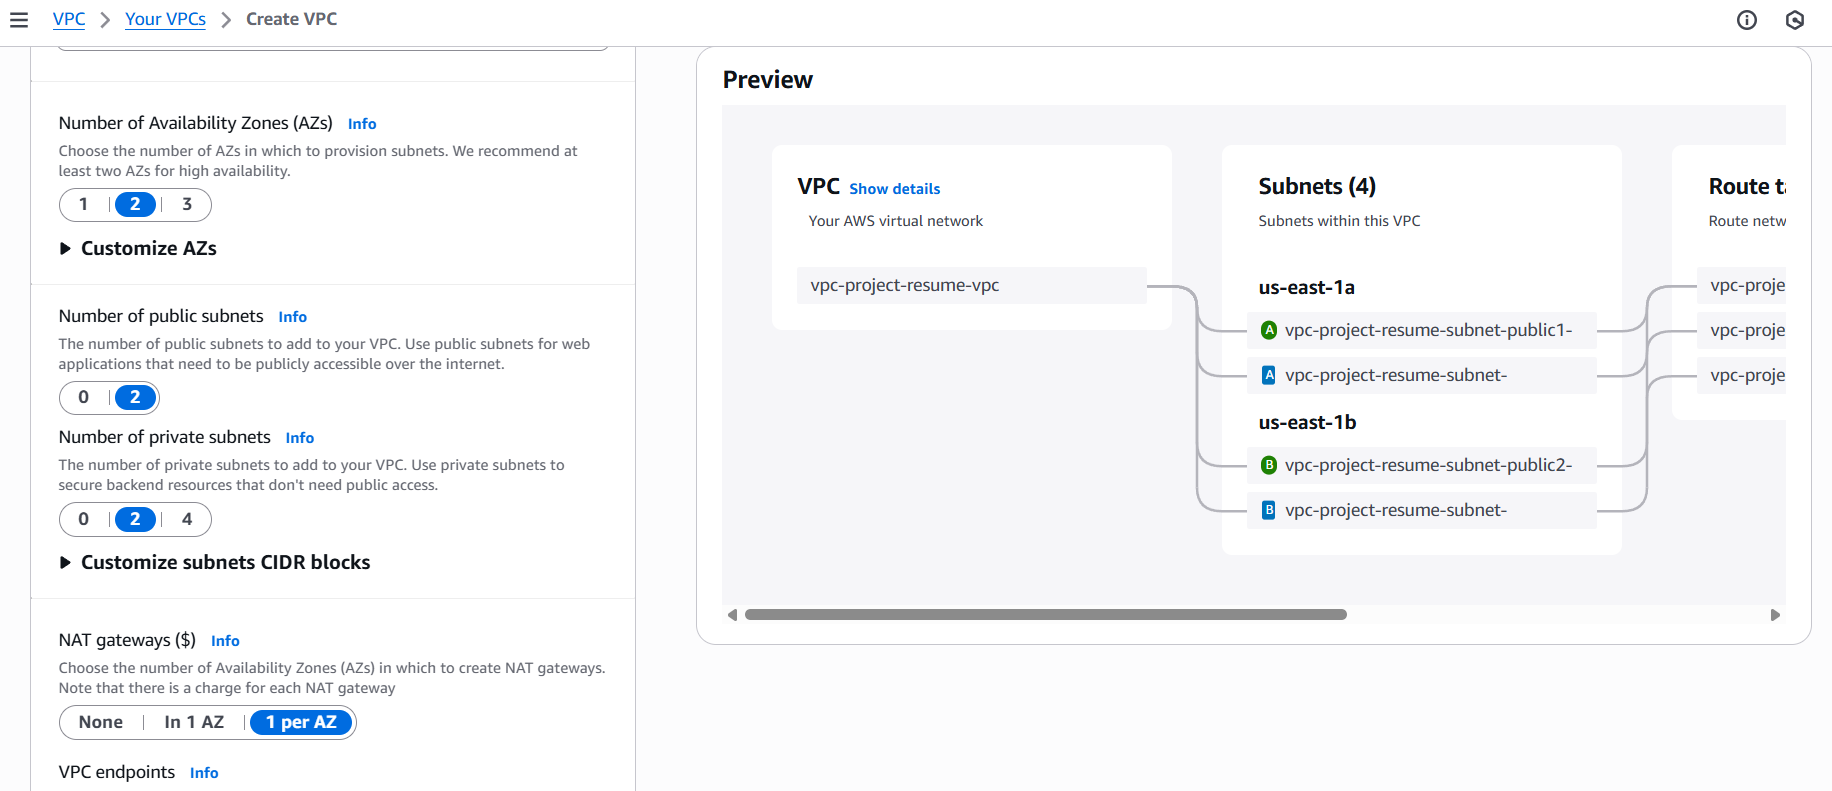 VPC > Your VPCs > Create VPC
Number of Availability Zones (AZs) Info
Choose the number of AZs in which to provision subnets. We recommend at
least two AZs for high availability.
1 2 3
Customize AZs
Number of public subnets Info
The number of public subnets to add to your VPC. Use public subnets for web
applications that need to be publicly accessible over the internet.
0 2
Number of private subnets Info
The number of private subnets to add to your VPC. Use private subnets to
secure backend resources that don't need public access.
0 2 4
Customize subnets CIDR blocks
NAT gateways ($) Info
Choose the number of Availability Zones (AZs) in which to create NAT gateways.
Note that there is a charge for each NAT gateway
None In 1 AZ 1 per AZ
VPC endpoints Info
Preview
VPC Show details
Your AWS virtual network
vpc-project-resume-vpc
Subnets (4)
Subnets within this VPC
us-east-1a
A vpc-project-resume-subnet-public1-
A vpc-project-resume-subnet-
us-east-1b
B vpc-project-resume-subnet-public2-
B vpc-project-resume-subnet-
Route ta
Route netw
vpc-proje
vpc-proje
vpc-proje